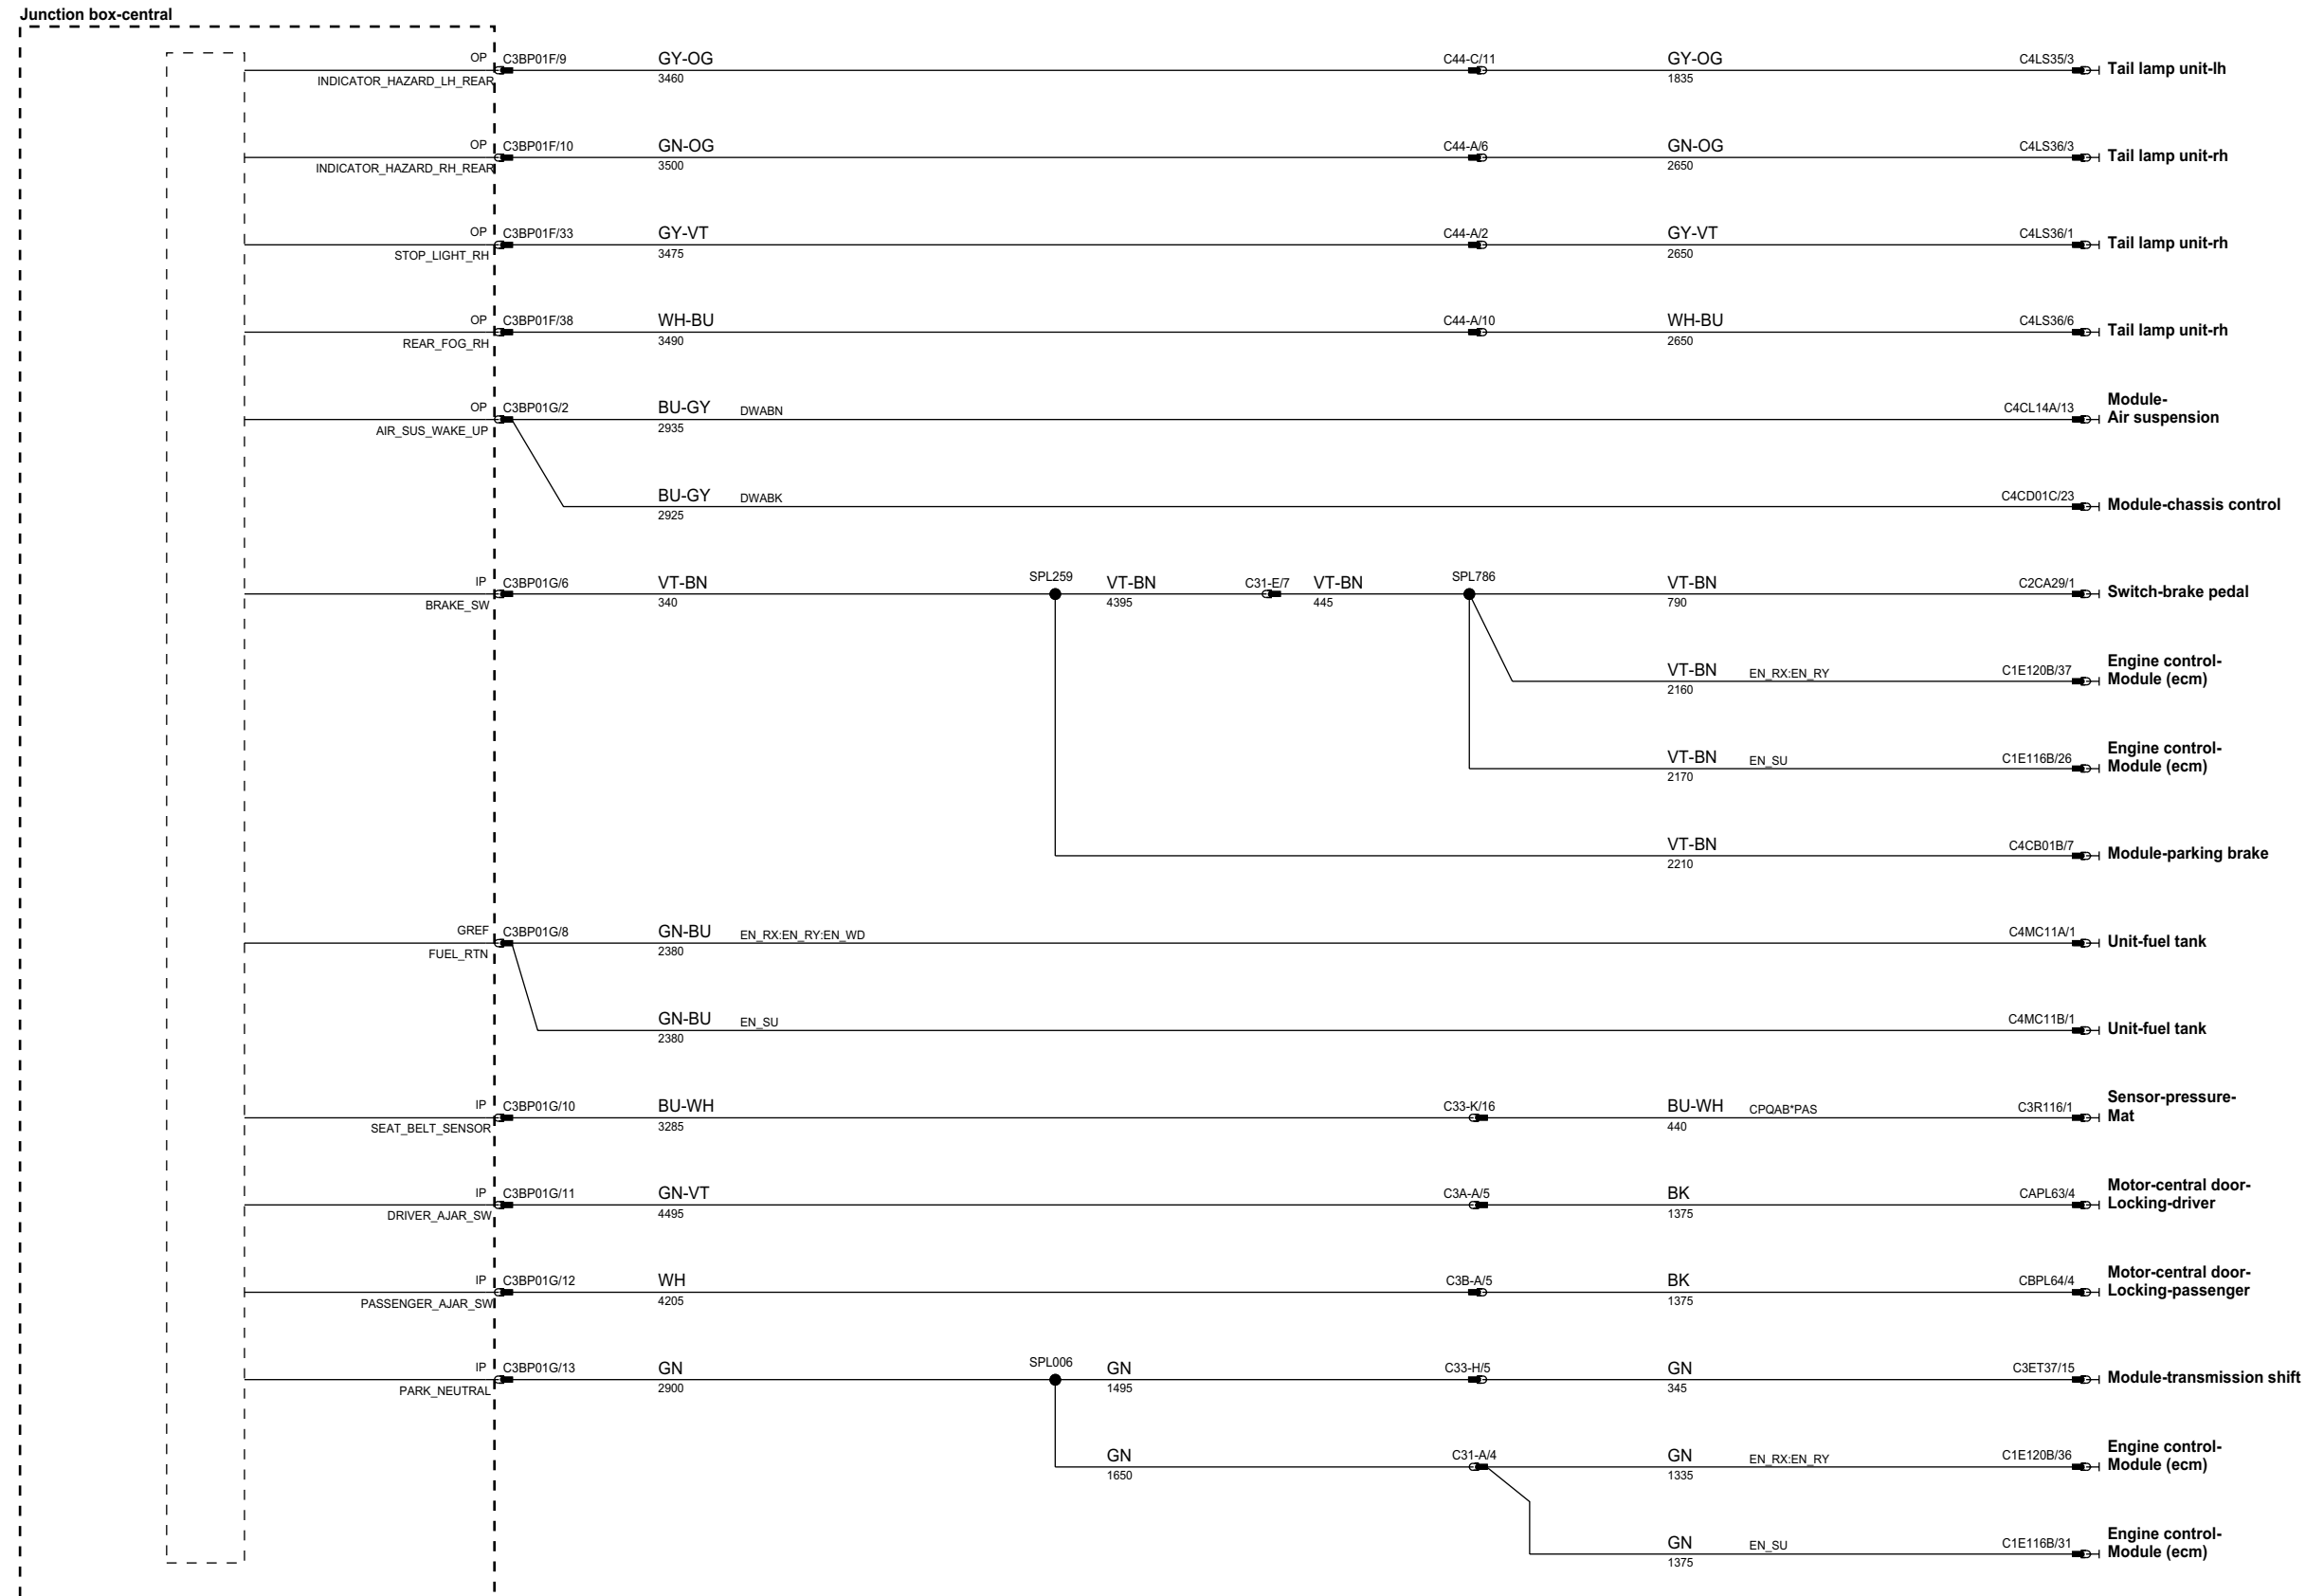 Junction box-central
OP C3BP01F/9 GY-OG C44-C/11 GY-OG C4LS35/3 Tail lamp unit-lh
INDICATOR_HAZARD_LH_REAR 3460 1835
OP C3BP01F/10 GN-OG C44-A/6 GN-OG C4LS36/3 Tail lamp unit-rh
INDICATOR_HAZARD_RH_REAR 3500 2650
OP C3BP01F/33 GY-VT C44-A/2 GY-VT C4LS36/1 Tail lamp unit-rh
STOP_LIGHT_RH 3475 2650
OP C3BP01F/38 WH-BU C44-A/10 WH-BU C4LS36/6 Tail lamp unit-rh
REAR_FOG_RH 3490 2650
Module-
OP C3BP01G/2 BU-GY DWABN C4CL14A/13 Air suspension
AIR_SUS_WAKE_UP 2935
BU-GY DWABK C4CD01C/23 Module-chassis control
2925
IP C3BP01G/6 VT-BN SPL259 VT-BN C31-E/7 VT-BN SPL786 VT-BN C2CA29/1 Switch-brake pedal
BRAKE_SW 340 4395 445 790
Engine control-
VT-BN EN_RX:EN_RY C1E120B/37 Module (ecm)
2160
Engine control-
VT-BN EN_SU C1E116B/26 Module (ecm)
2170
VT-BN C4CB01B/7 Module-parking brake
2210
GREF C3BP01G/8 GN-BU EN_RX:EN_RY:EN_WD C4MC11A/1 Unit-fuel tank
FUEL_RTN 2380
GN-BU EN_SU C4MC11B/1 Unit-fuel tank
2380
Sensor-pressure-
IP C3BP01G/10 BU-WH C33-K/16 BU-WH CPQAB*PAS C3R116/1 Mat
SEAT_BELT_SENSOR 3285 440
Motor-central door-
IP C3BP01G/11 GN-VT C3A-A/5 BK CAPL63/4 Locking-driver
DRIVER_AJAR_SW 4495 1375
Motor-central door-
IP C3BP01G/12 WH C3B-A/5 BK CBPL64/4 Locking-passenger
PASSENGER_AJAR_SW 4205 1375
IP C3BP01G/13 GN SPL006 GN C33-H/5 GN C3ET37/15 Module-transmission shift
PARK_NEUTRAL 2900 1495 345
Engine control-
GN C31-A/4 GN EN_RX:EN_RY C1E120B/36 Module (ecm)
1650 1335
Engine control-
GN EN_SU C1E116B/31 Module (ecm)
1375